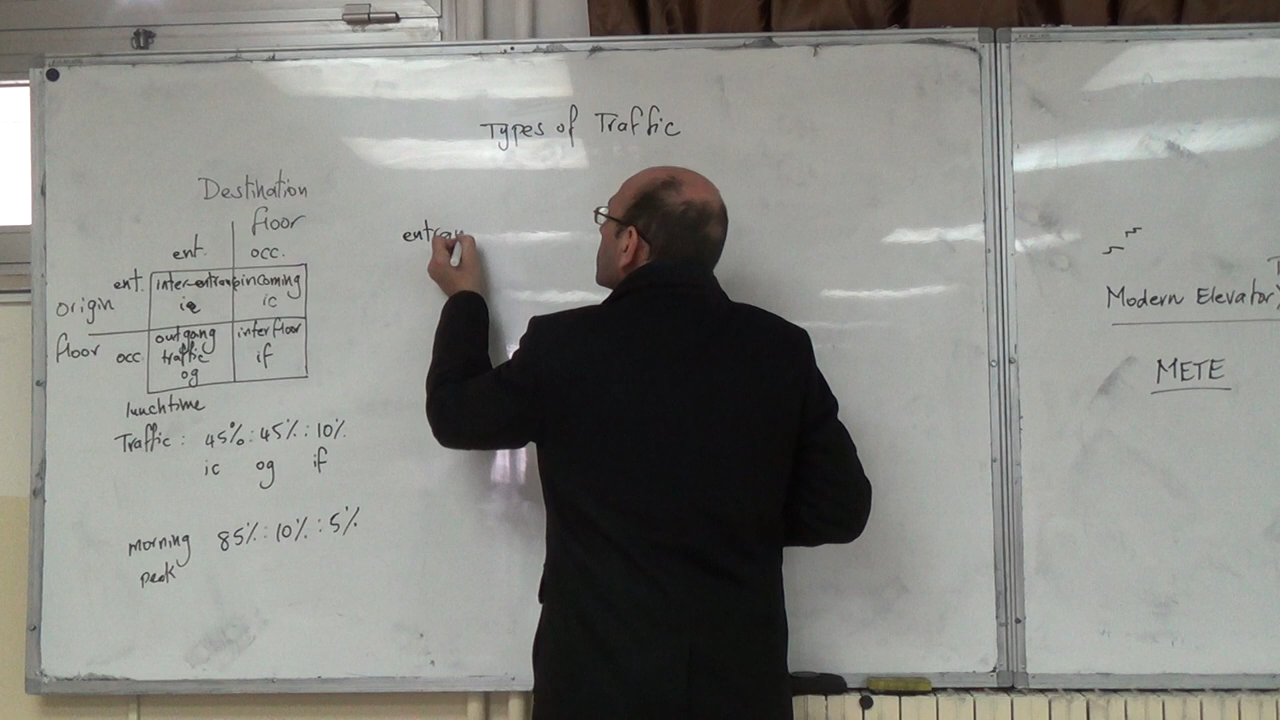 Types of Traffic
Destination
floor
ent. occ.
ent. inter-entrance incoming
origin ie ic
floor occ. outgoing interfloor
traffic if
og
lunchtime
Traffic : 45% : 45% : 10%
ic og if
morning 85% : 10% : 5%
peak
entran
Modern Elevator
METE